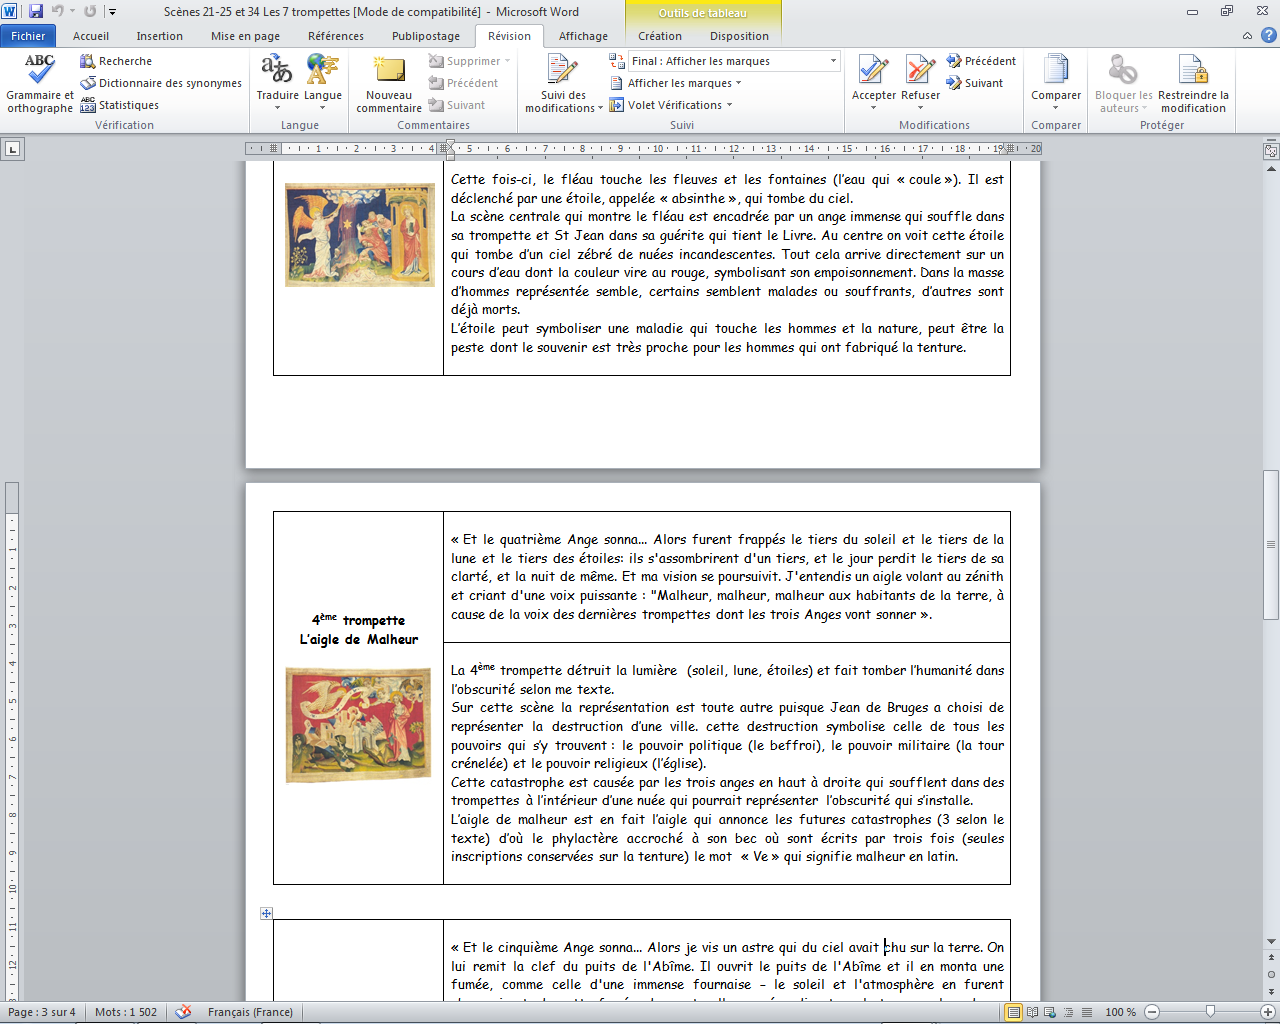 Scènes 21-25 et 34 Les 7 trompettes [Mode de compatibilité] - Microsoft Word
Outils de tableau
Fichier Accueil Insertion Mise en page Références Publipostage Révision Affichage Création Disposition
ABC Grammaire et orthographe
Recherche
Dictionnaire des synonymes
Statistiques
Vérification
Traduire Langue
Langue
Nouveau commentaire
Supprimer
Précédent
Suivant
Commentaires
Suivi des modifications
Final : Afficher les marques
Afficher les marques
Volet Vérifications
Suivi
Accepter Refuser
Précédent
Suivant
Modifications
Comparer
Comparer
Bloquer les auteurs
Restreindre la modification
Protéger
1 2 3 4 5 6 7 8 9 10 11 12 13 14 15 16 17 18 19 20
Cette fois-ci, le fléau touche les fleuves et les fontaines (l’eau qui « coule »). Il est
déclenché par une étoile, appelée « absinthe », qui tombe du ciel.
La scène centrale qui montre le fléau est encadrée par un ange immense qui souffle dans
sa trompette et St Jean dans sa guérite qui tient le Livre. Au centre on voit cette étoile
qui tombe d’un ciel zébré de nuées incandescentes. Tout cela arrive directement sur un
cours d’eau dont la couleur vire au rouge, symbolisant son empoisonnement. Dans la masse
d’hommes représentée semble, certains semblent malades ou souffrants, d’autres sont
déjà morts.
L’étoile peut symboliser une maladie qui touche les hommes et la nature, peut être la
peste dont le souvenir est très proche pour les hommes qui ont fabriqué la tenture.
4ème trompette
L’aigle de Malheur
« Et le quatrième Ange sonna... Alors furent frappés le tiers du soleil et le tiers de la
lune et le tiers des étoiles: ils s'assombrirent d'un tiers, et le jour perdit le tiers de sa
clarté, et la nuit de même. Et ma vision se poursuivit. J'entendis un aigle volant au zénith
et criant d'une voix puissante : "Malheur, malheur, malheur aux habitants de la terre, à
cause de la voix des dernières trompettes dont les trois Anges vont sonner ».
La 4ème trompette détruit la lumière (soleil, lune, étoiles) et fait tomber l’humanité dans
l’obscurité selon me texte.
Sur cette scène la représentation est toute autre puisque Jean de Bruges a choisi de
représenter la destruction d’une ville. cette destruction symbolise celle de tous les
pouvoirs qui s’y trouvent : le pouvoir politique (le beffroi), le pouvoir militaire (la tour
crénelée) et le pouvoir religieux (l’église).
Cette catastrophe est causée par les trois anges en haut à droite qui soufflent dans des
trompettes à l’intérieur d’une nuée qui pourrait représenter l’obscurité qui s’installe.
L’aigle de malheur est en fait l’aigle qui annonce les futures catastrophes (3 selon le
texte) d’où le phylactère accroché à son bec où sont écrits par trois fois (seules
inscriptions conservées sur la tenture) le mot « Ve » qui signifie malheur en latin.
« Et le cinquième Ange sonna... Alors je vis un astre qui du ciel avait chu sur la terre. On
lui remit la clef du puits de l'Abîme. Il ouvrit le puits de l'Abîme et il en monta une
fumée, comme celle d'une immense fournaise – le soleil et l'atmosphère en furent
Page : 3 sur 4 Mots : 1 502 Français (France) 100 %